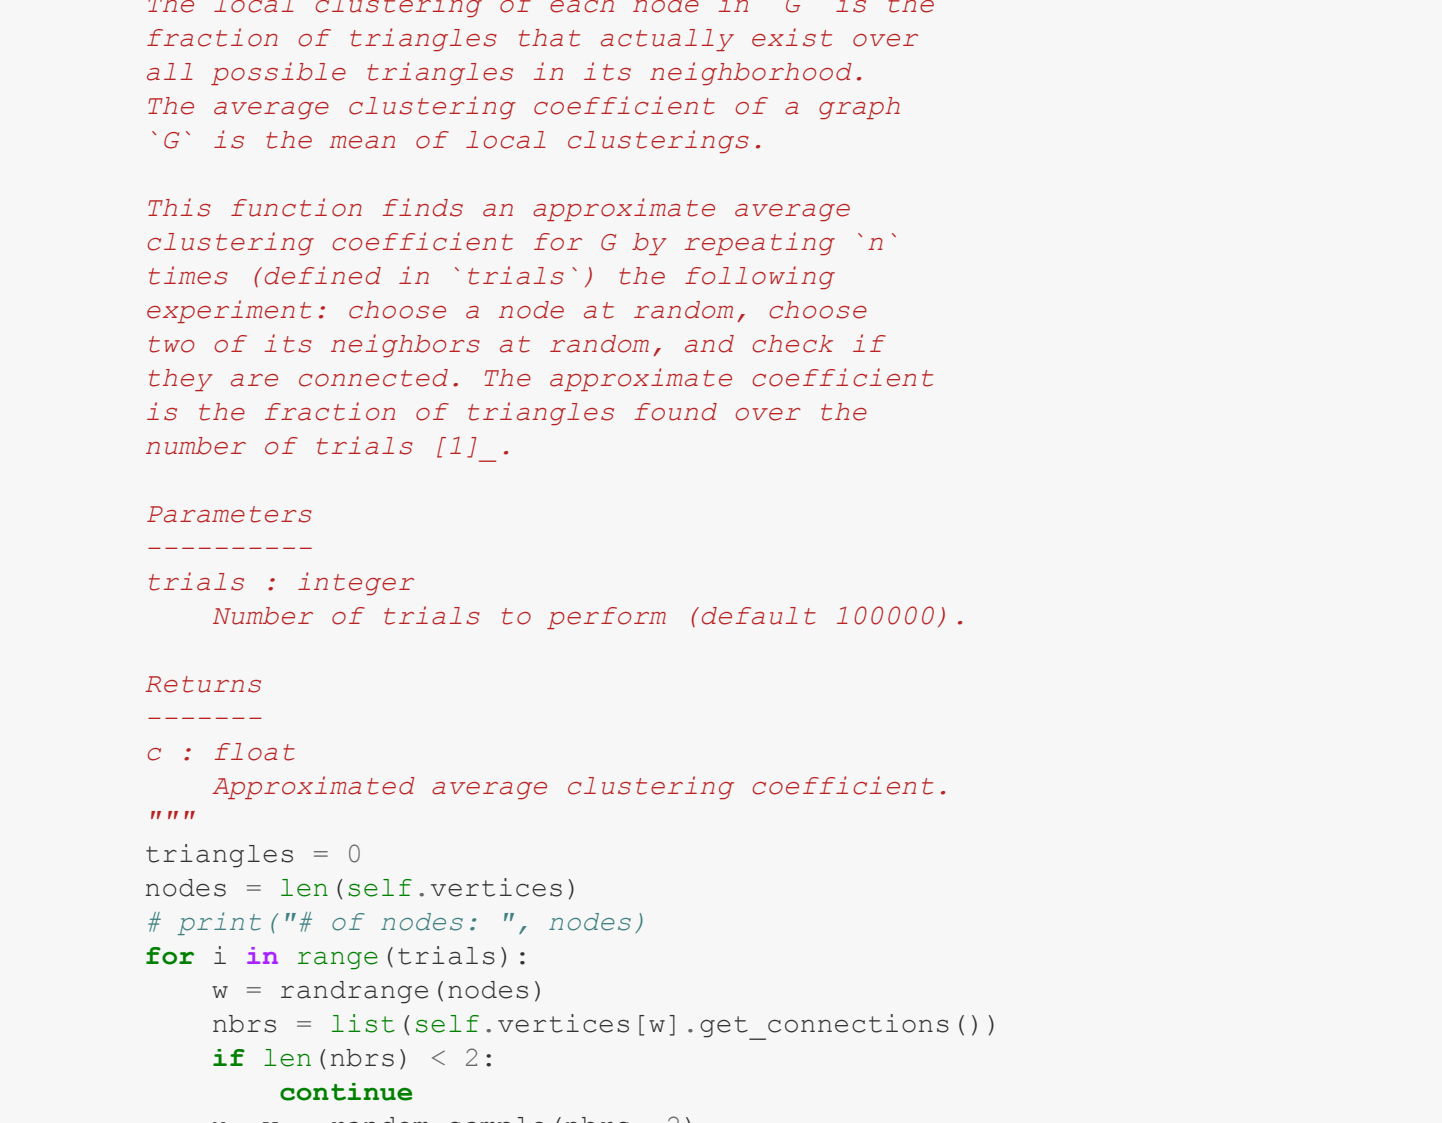 The local clustering of each node in `G` is the
fraction of triangles that actually exist over
all possible triangles in its neighborhood.
The average clustering coefficient of a graph
`G` is the mean of local clusterings.

This function finds an approximate average
clustering coefficient for G by repeating `n`
times (defined in `trials`) the following
experiment: choose a node at random, choose
two of its neighbors at random, and check if
they are connected. The approximate coefficient
is the fraction of triangles found over the
number of trials [1]_.

Parameters
----------
trials : integer
    Number of trials to perform (default 100000).

Returns
-------
c : float
    Approximated average clustering coefficient.
"""
triangles = 0
nodes = len(self.vertices)
# print("# of nodes: ", nodes)
for i in range(trials):
    w = randrange(nodes)
    nbrs = list(self.vertices[w].get_connections())
    if len(nbrs) < 2:
        continue